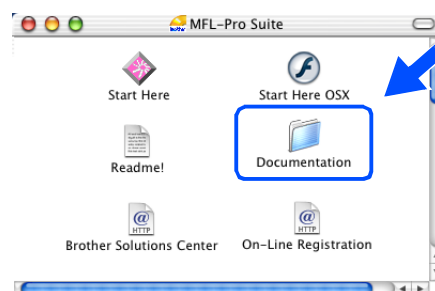 MFL-Pro Suite
Start Here
Start Here OSX
Readme!
Documentation
@
HTTP
@
HTTP
Brother Solutions Center
On-Line Registration